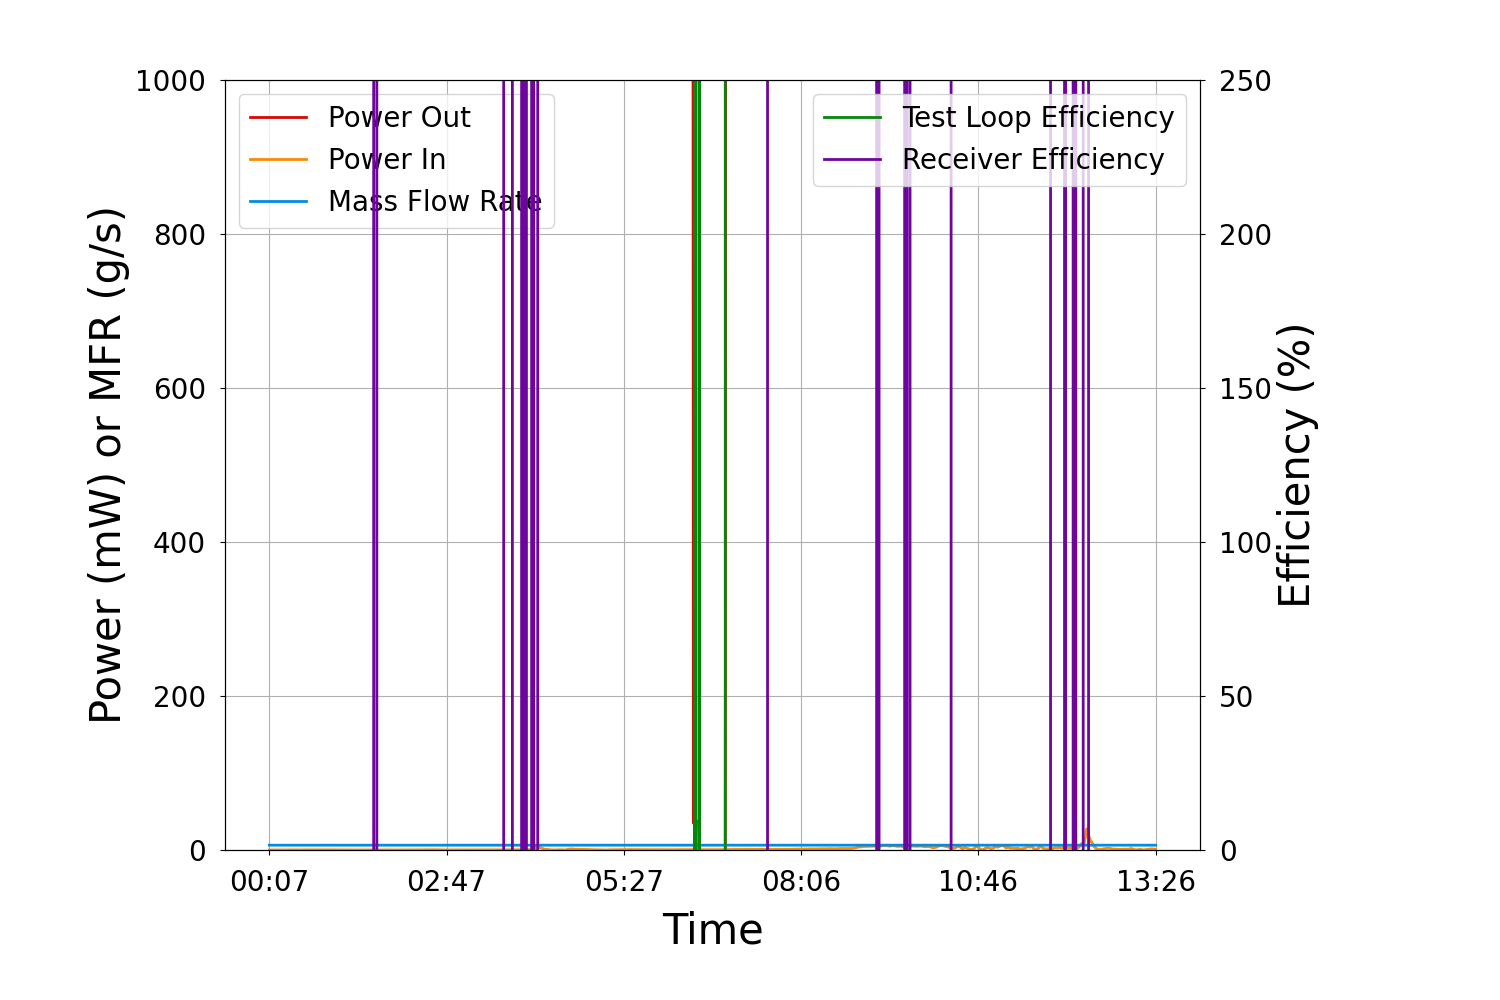 1000
800
600
400
200
0
Power (mW) or MFR (g/s)
Power Out
Power In
Mass Flow Rate
Test Loop Efficiency
Receiver Efficiency
250
200
150
100
50
0
Efficiency (%)
00:07 02:47 05:27 08:06 10:46 13:26
Time